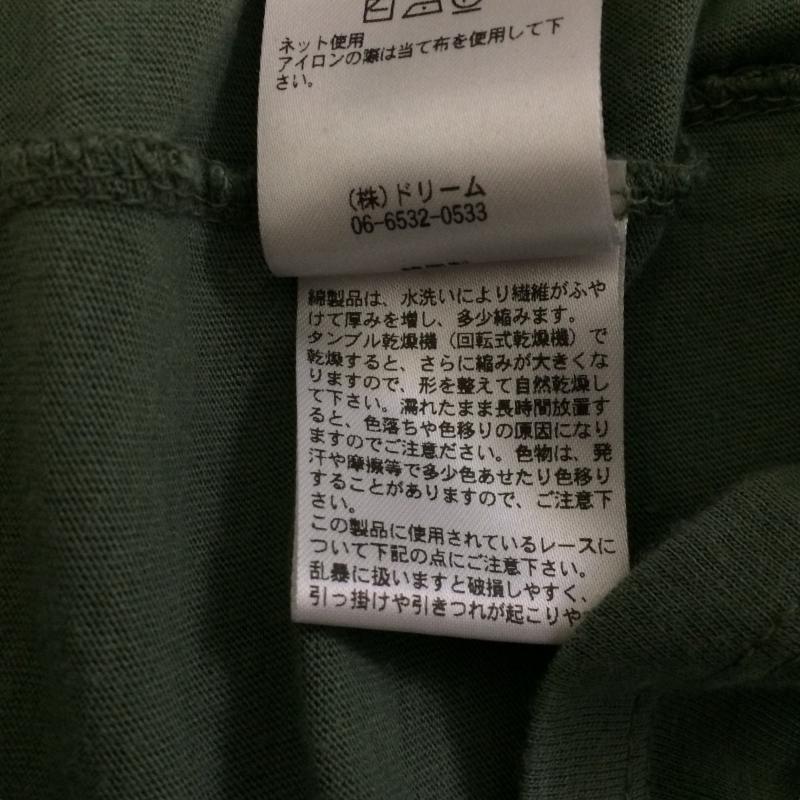 ネット使用
アイロンの際は当て布を使用して下
さい。
(株)ドリーム
06-6532-0533
綿製品は、水洗いにより繊維がふや
けて厚みを増し、多少縮みます。
タンブル乾燥機（回転式乾燥機）で
乾燥すると、さらに縮みが大きくな
りますので、形を整えて自然乾燥し
て下さい。濡れたまま長時間放置す
ると、色落ちや色移りの原因になり
ますのでご注意ださい。色物は、発
汗や摩擦等で多少色あせたり色移り
することがありますので、ご注意下
さい。
この製品に使用されているレースに
ついて下記の点にご注意下さい。
乱暴に扱いますと破損しやすく、
引っ掛けや引きつれが起こりや